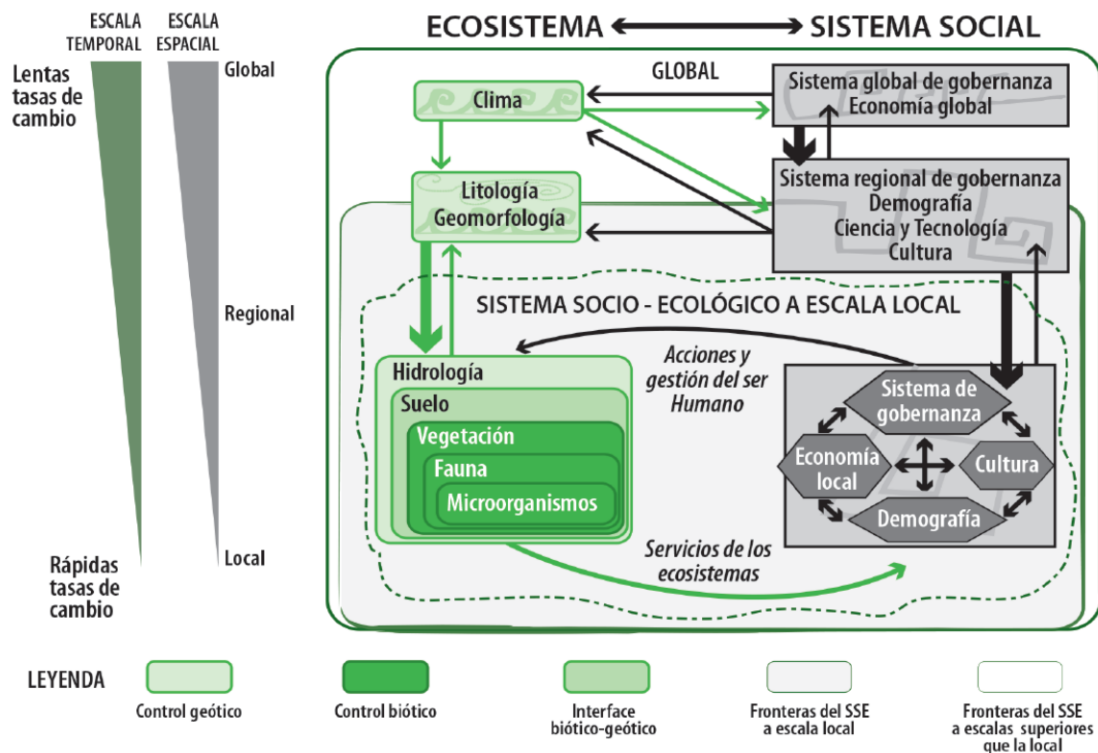 ESCALA
TEMPORAL
ESCALA
ESPACIAL
Lentas
tasas de
cambio
Global
Regional
Local
Rápidas
tasas de
cambio
ECOSISTEMA
SISTEMA SOCIAL
GLOBAL
Clima
Sistema global de gobernanza
Economía global
Litología
Geomorfología
Sistema regional de gobernanza
Demografía
Ciencia y Tecnología
Cultura
SISTEMA SOCIO - ECOLÓGICO A ESCALA LOCAL
Acciones y
gestión del ser
Humano
Hidrología
Suelo
Vegetación
Fauna
Microorganismos
Sistema de
gobernanza
Economía
local
Cultura
Demografía
Servicios de los
ecosistemas
LEYENDA
Control geótico
Control biótico
Interface
biótico-geótico
Fronteras del SSE
a escala local
Fronteras del SSE
a escalas superiores
que la local